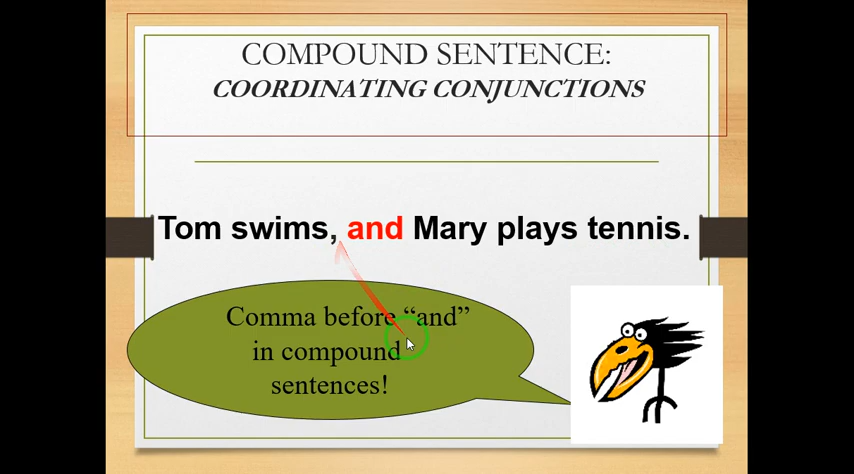 COMPOUND SENTENCE:
COORDINATING CONJUNCTIONS
Tom swims, and Mary plays tennis.
Comma before “and”
in compound
sentences!